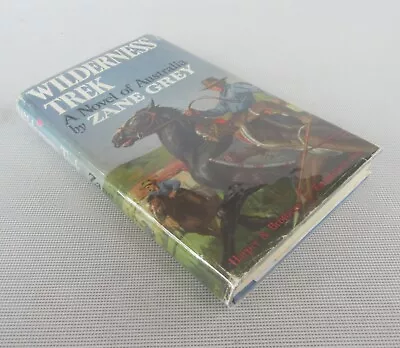 WILDERNESS
TREK
A Novel of Australia
by ZANE GREY